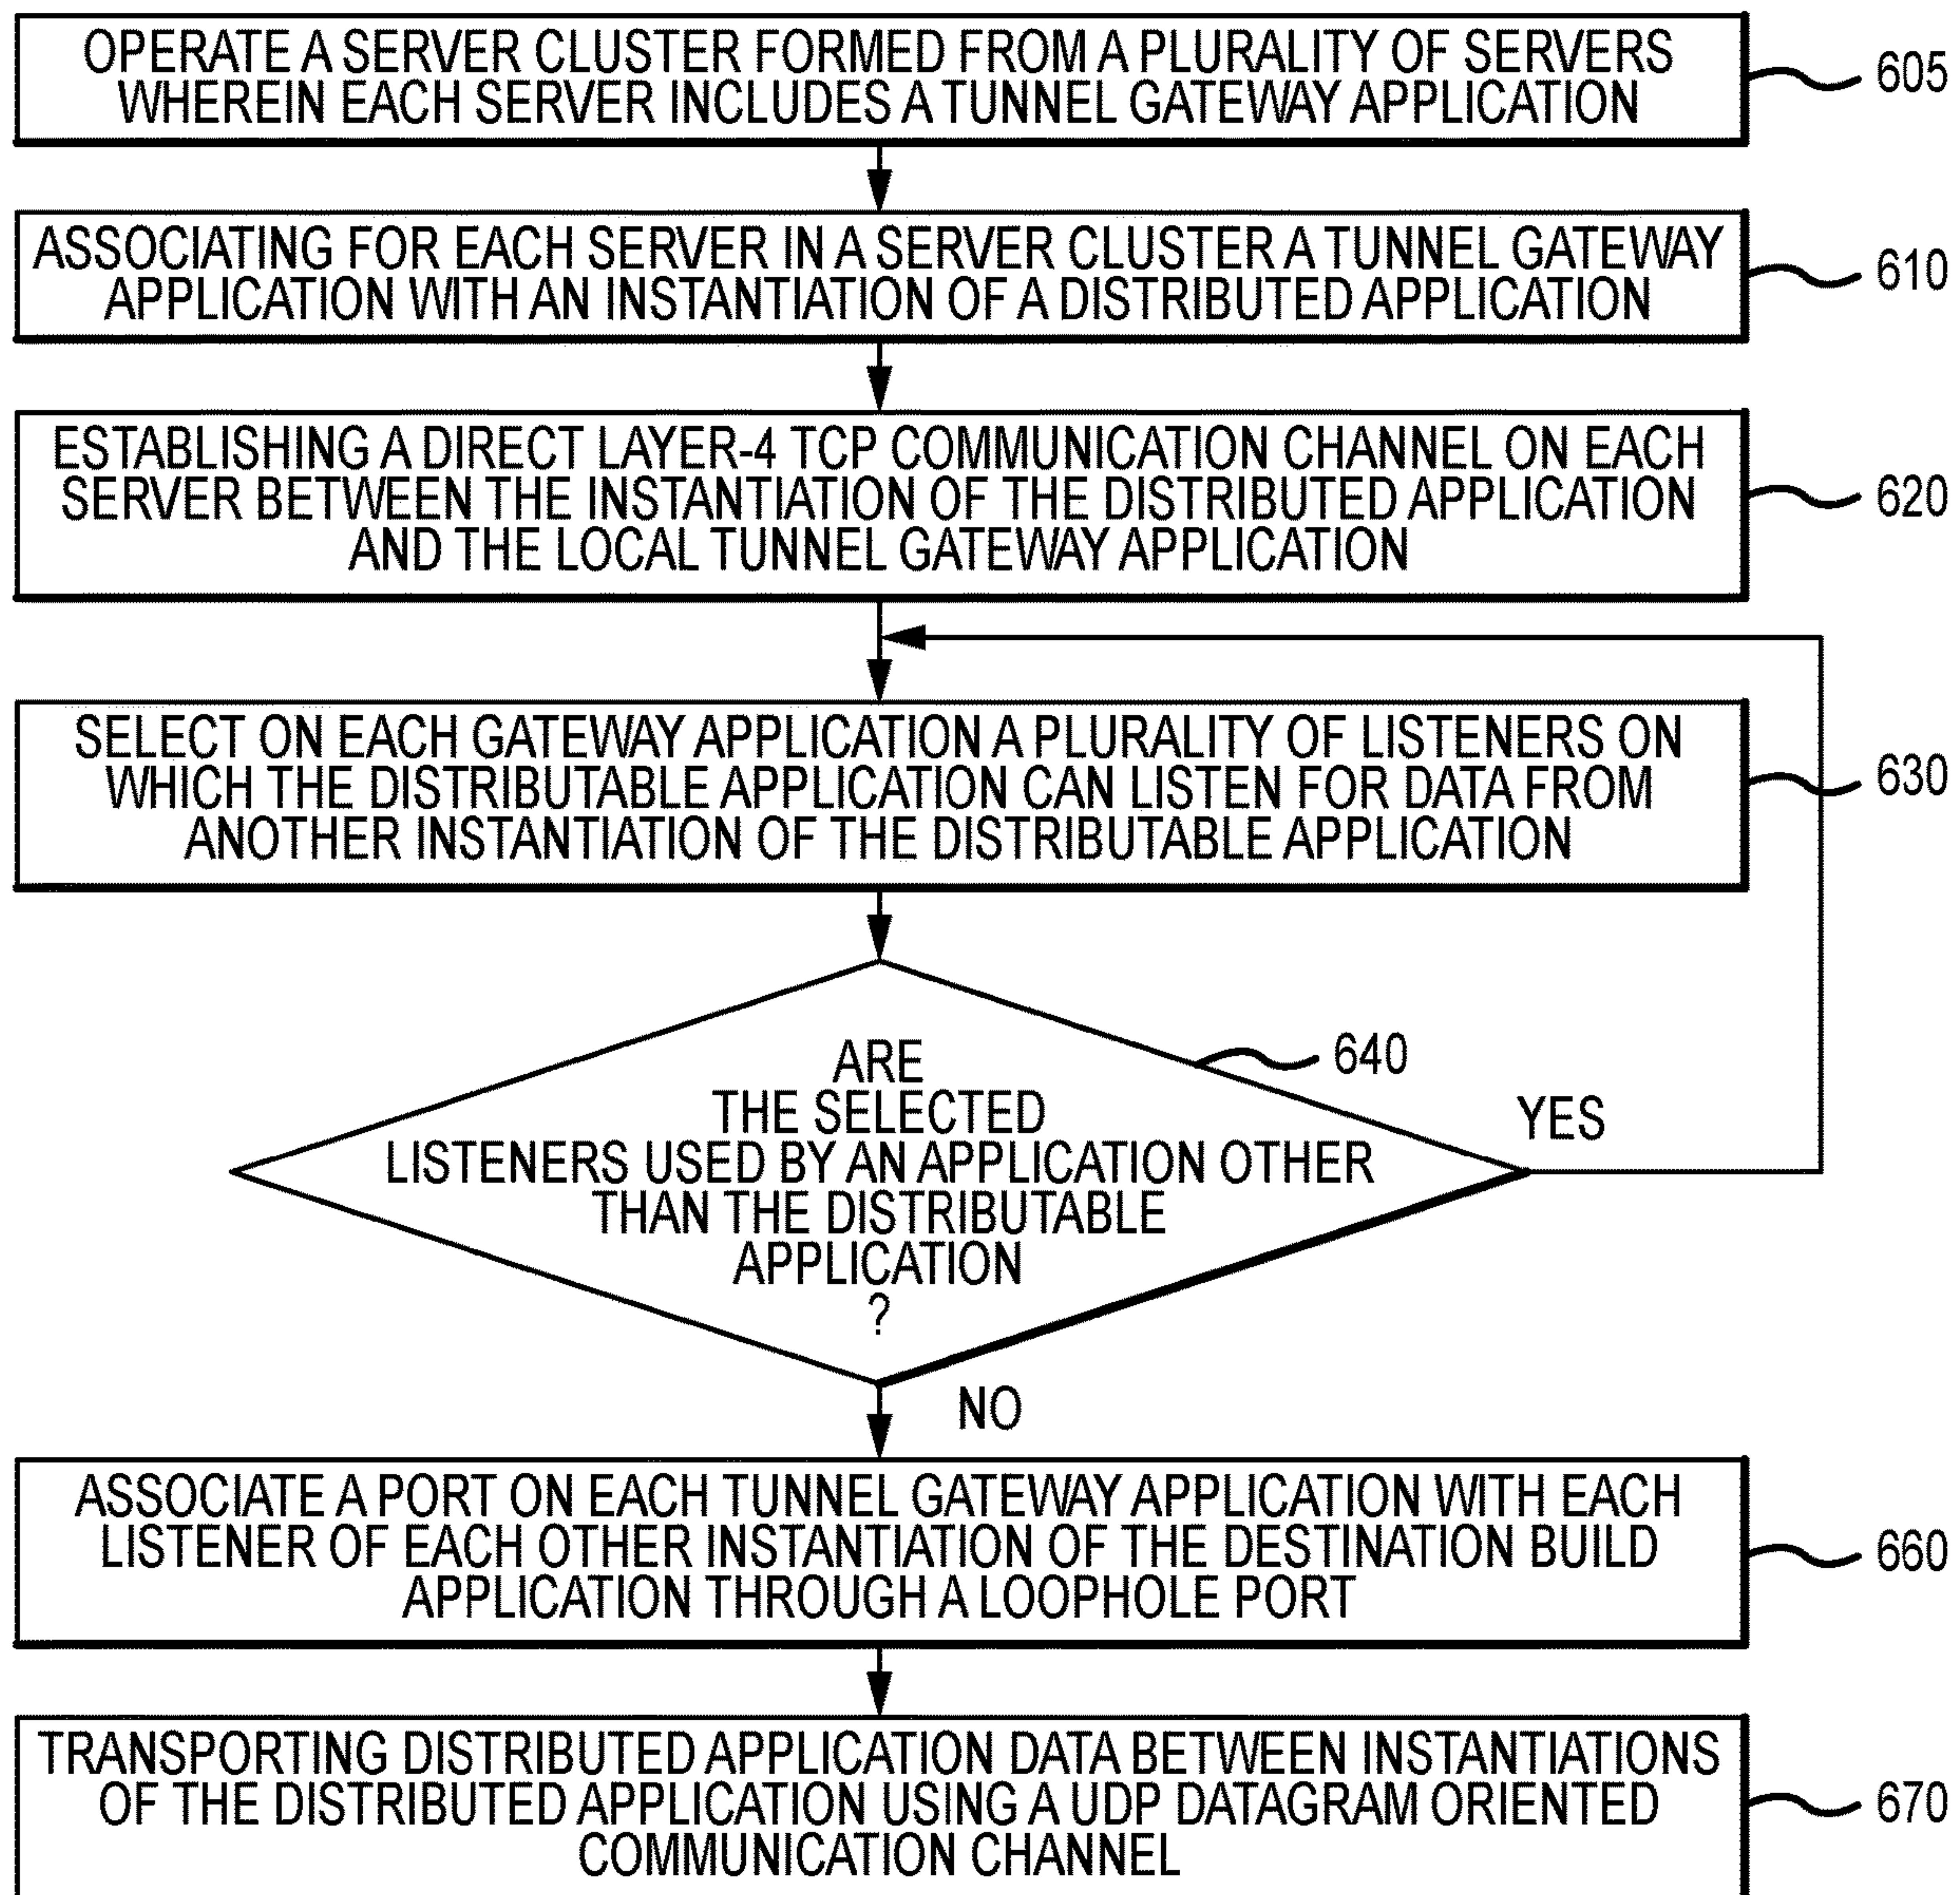 OPERATE A SERVER CLUSTER FORMED FROM A PLURALITY OF SERVERS
WHEREIN EACH SERVER INCLUDES A TUNNEL GATEWAY APPLICATION
605
ASSOCIATING FOR EACH SERVER IN A SERVER CLUSTER A TUNNEL GATEWAY
APPLICATION WITH AN INSTANTIATION OF A DISTRIBUTED APPLICATION
610
ESTABLISHING A DIRECT LAYER-4 TCP COMMUNICATION CHANNEL ON EACH
SERVER BETWEEN THE INSTANTIATION OF THE DISTRIBUTED APPLICATION
AND THE LOCAL TUNNEL GATEWAY APPLICATION
620
SELECT ON EACH GATEWAY APPLICATION A PLURALITY OF LISTENERS ON
WHICH THE DISTRIBUTABLE APPLICATION CAN LISTEN FOR DATA FROM
ANOTHER INSTANTIATION OF THE DISTRIBUTABLE APPLICATION
630
ARE
THE SELECTED
LISTENERS USED BY AN APPLICATION OTHER
THAN THE DISTRIBUTABLE
APPLICATION
?
640
YES
NO
ASSOCIATE A PORT ON EACH TUNNEL GATEWAY APPLICATION WITH EACH
LISTENER OF EACH OTHER INSTANTIATION OF THE DESTINATION BUILD
APPLICATION THROUGH A LOOPHOLE PORT
660
TRANSPORTING DISTRIBUTED APPLICATION DATA BETWEEN INSTANTIATIONS
OF THE DISTRIBUTED APPLICATION USING A UDP DATAGRAM ORIENTED
COMMUNICATION CHANNEL
670